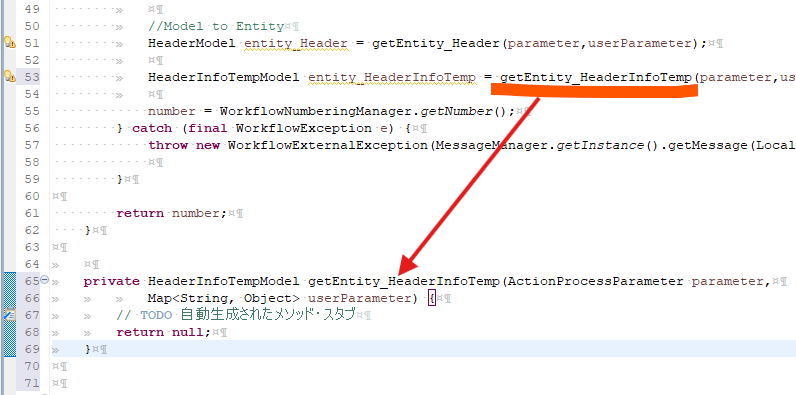 49
50 //Model to Entity
51 HeaderModel entity_Header = getEntity_Header(parameter,userParameter);
52
53 HeaderInfoTempModel entity_HeaderInfoTemp = getEntity_HeaderInfoTemp(parameter,us
54
55 number = WorkflowNumberingManager.getNumber();
56 } catch (final WorkflowException e) {
57 throw new WorkflowExternalException(MessageManager.getInstance().getMessage(Local
58
59 }
60
61 return number;
62 }
63
64
65 private HeaderInfoTempModel getEntity_HeaderInfoTemp(ActionProcessParameter parameter,
66 Map<String, Object> userParameter) {
67 // TODO 自動生成されたメソッド・スタブ
68 return null;
69 }
70
71